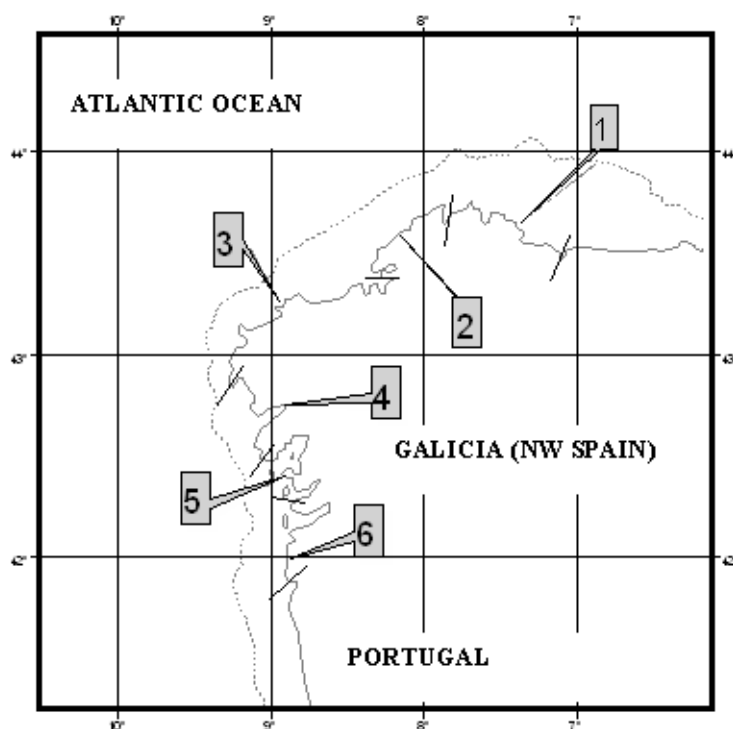 10° 9° 8° 7°
ATLANTIC OCEAN
1
44° 44
3
2
43° 43
4
GALICIA (NW SPAIN)
5
6
42° 42
PORTUGAL
10° 9° 8° 7°